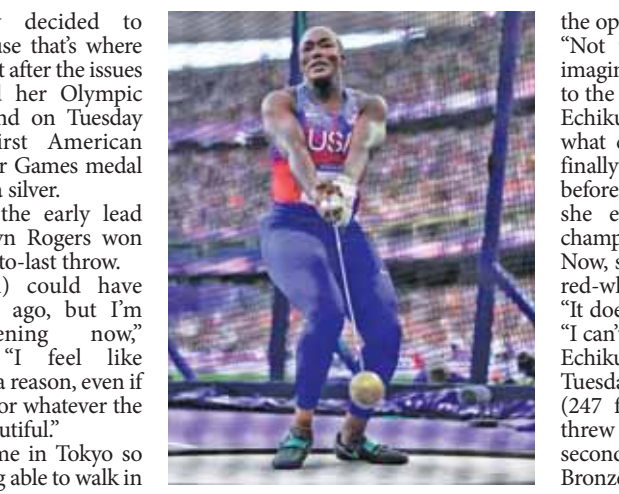 decided to
use that's where
t after the issues
her Olympic
nd on Tuesday
irst American
r Games medal
silver.
the early lead
yn Rogers won
to-last throw.
) could have
ago, but I'm
ening now,”
“I feel like
a reason, even if
or whatever the
utiful.”
me in Tokyo so
g able to walk in
USA
the op
“Not
imagin
to the
Echiku
what
finally
before
she e
champ
Now, s
red-wh
“It doe
“I can't
Echiku
Tuesda
(247 f
threw
second
Bronze